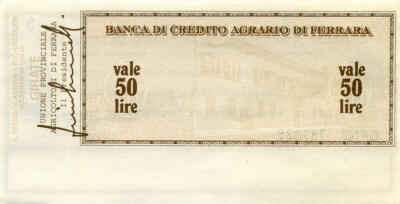 BANCA DI CREDITO AGRARIO DI FERRARA
vale
50
lire
vale
50
lire
UNIONE PROVINCIALE
AGRICOLTORI DI FERRARA
Il Presidente
GIRATE